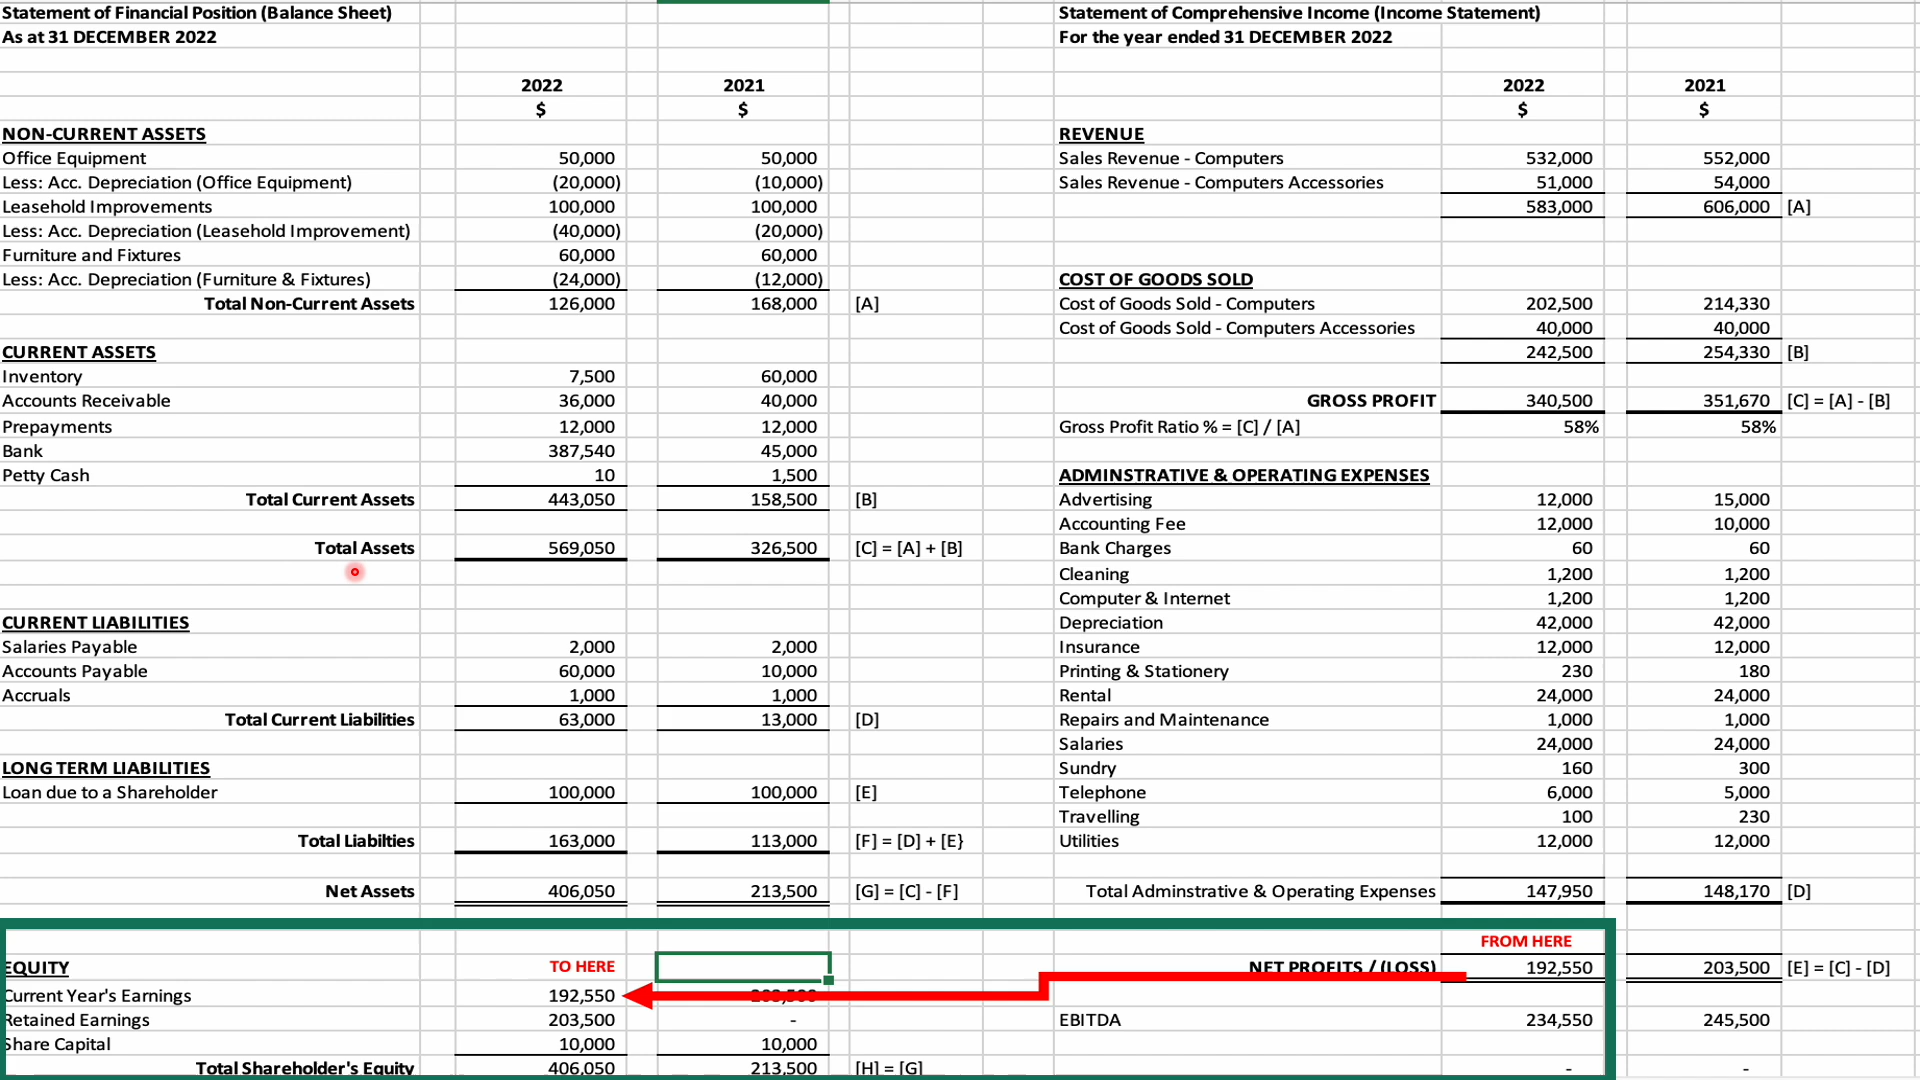 Statement of Financial Position (Balance Sheet)
As at 31 DECEMBER 2022
2022 2021
$ $
NON-CURRENT ASSETS
Office Equipment 50,000 50,000
Less: Acc. Depreciation (Office Equipment) (20,000) (10,000)
Leasehold Improvements 100,000 100,000
Less: Acc. Depreciation (Leasehold Improvement) (40,000) (20,000)
Furniture and Fixtures 60,000 60,000
Less: Acc. Depreciation (Furniture & Fixtures) (24,000) (12,000)
Total Non-Current Assets 126,000 168,000 [A]
CURRENT ASSETS
Inventory 7,500 60,000
Accounts Receivable 36,000 40,000
Prepayments 12,000 12,000
Bank 387,540 45,000
Petty Cash 10 1,500
Total Current Assets 443,050 158,500 [B]
Total Assets 569,050 326,500 [C] = [A] + [B]
CURRENT LIABILITIES
Salaries Payable 2,000 2,000
Accounts Payable 60,000 10,000
Accruals 1,000 1,000
Total Current Liabilities 63,000 13,000 [D]
LONG TERM LIABILITIES
Loan due to a Shareholder 100,000 100,000 [E]
Total Liabilties 163,000 113,000 [F] = [D] + [E}
Net Assets 406,050 213,500 [G] = [C] - [F]
EQUITY TO HERE
Current Year's Earnings 192,550 203,500
Retained Earnings 203,500 -
Share Capital 10,000 10,000
Total Shareholder's Equity 406,050 213,500 [H] = [G]
Statement of Comprehensive Income (Income Statement)
For the year ended 31 DECEMBER 2022
2022 2021
$ $
REVENUE
Sales Revenue - Computers 532,000 552,000
Sales Revenue - Computers Accessories 51,000 54,000
583,000 606,000 [A]
COST OF GOODS SOLD
Cost of Goods Sold - Computers 202,500 214,330
Cost of Goods Sold - Computers Accessories 40,000 40,000
242,500 254,330 [B]
GROSS PROFIT 340,500 351,670 [C] = [A] - [B]
Gross Profit Ratio % = [C] / [A] 58% 58%
ADMINSTRATIVE & OPERATING EXPENSES
Advertising 12,000 15,000
Accounting Fee 12,000 10,000
Bank Charges 60 60
Cleaning 1,200 1,200
Computer & Internet 1,200 1,200
Depreciation 42,000 42,000
Insurance 12,000 12,000
Printing & Stationery 230 180
Rental 24,000 24,000
Repairs and Maintenance 1,000 1,000
Salaries 24,000 24,000
Sundry 160 300
Telephone 6,000 5,000
Travelling 100 230
Utilities 12,000 12,000
Total Adminstrative & Operating Expenses 147,950 148,170 [D]
FROM HERE
NET PROFITS / (LOSS) 192,550 203,500 [E] = [C] - [D]
EBITDA 234,550 245,500
- -